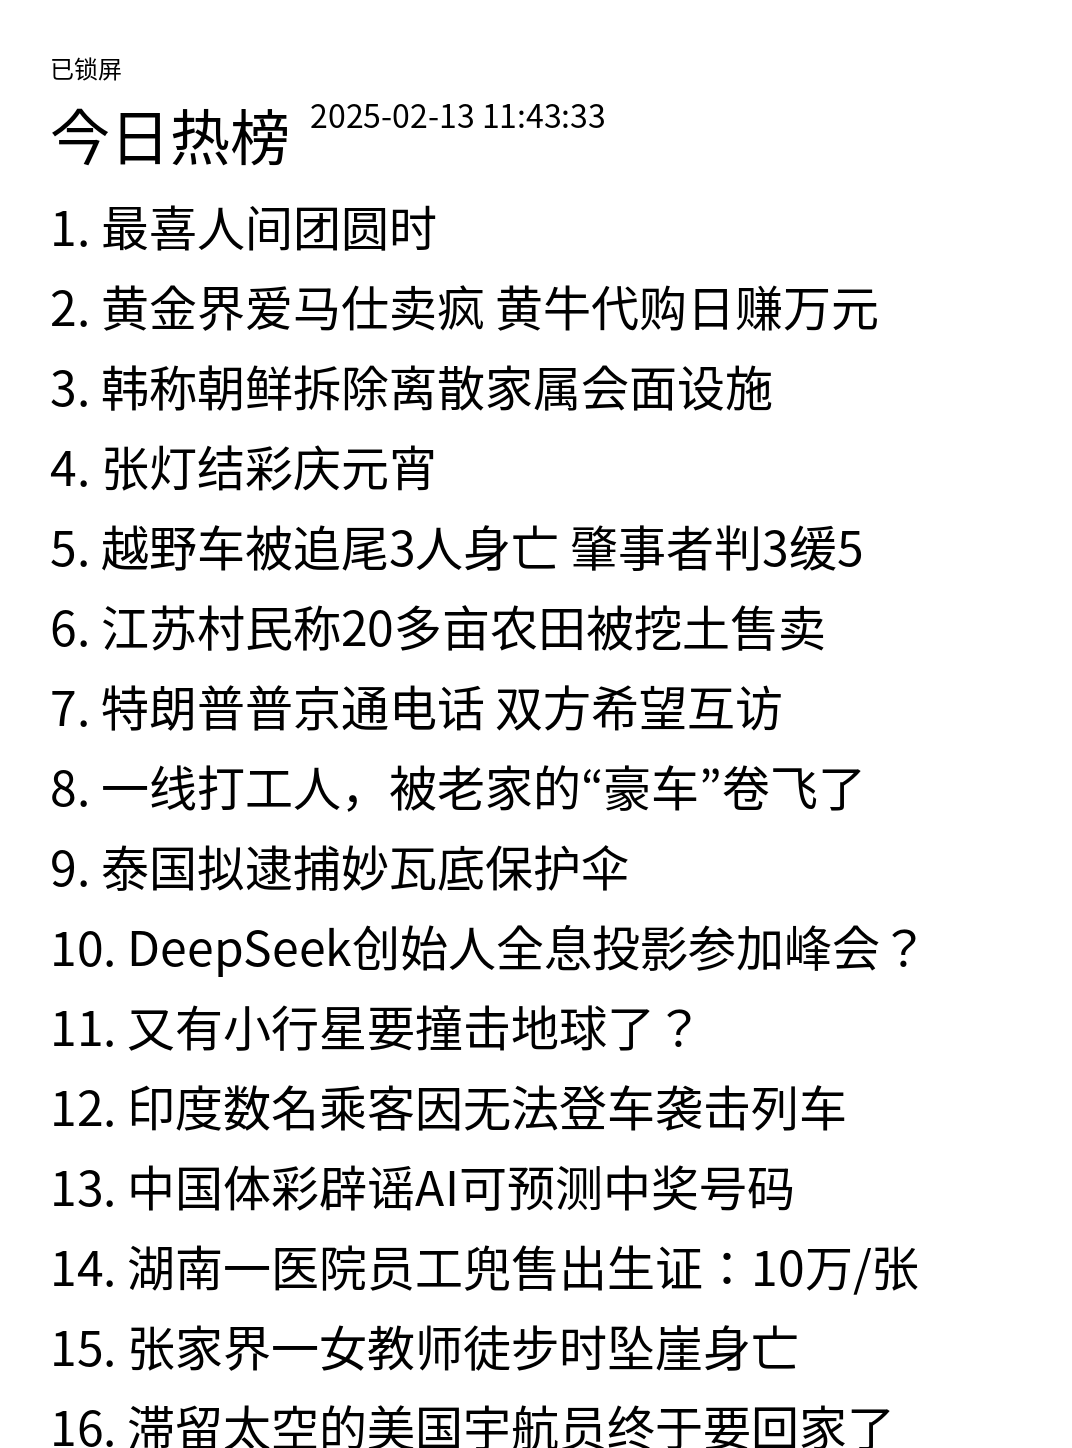 已锁屏
今日热榜 2025-02-13 11:43:33
1. 最喜人间团圆时
2. 黄金界爱马仕卖疯 黄牛代购日赚万元
3. 韩称朝鲜拆除离散家属会面设施
4. 张灯结彩庆元宵
5. 越野车被追尾3人身亡 肇事者判3缓5
6. 江苏村民称20多亩农田被挖土售卖
7. 特朗普普京通电话 双方希望互访
8. 一线打工人，被老家的“豪车”卷飞了
9. 泰国拟逮捕妙瓦底保护伞
10. DeepSeek创始人全息投影参加峰会？
11. 又有小行星要撞击地球了？
12. 印度数名乘客因无法登车袭击列车
13. 中国体彩辟谣AI可预测中奖号码
14. 湖南一医院员工兜售出生证：10万/张
15. 张家界一女教师徒步时坠崖身亡
16. 滞留太空的美国宇航员终于要回家了